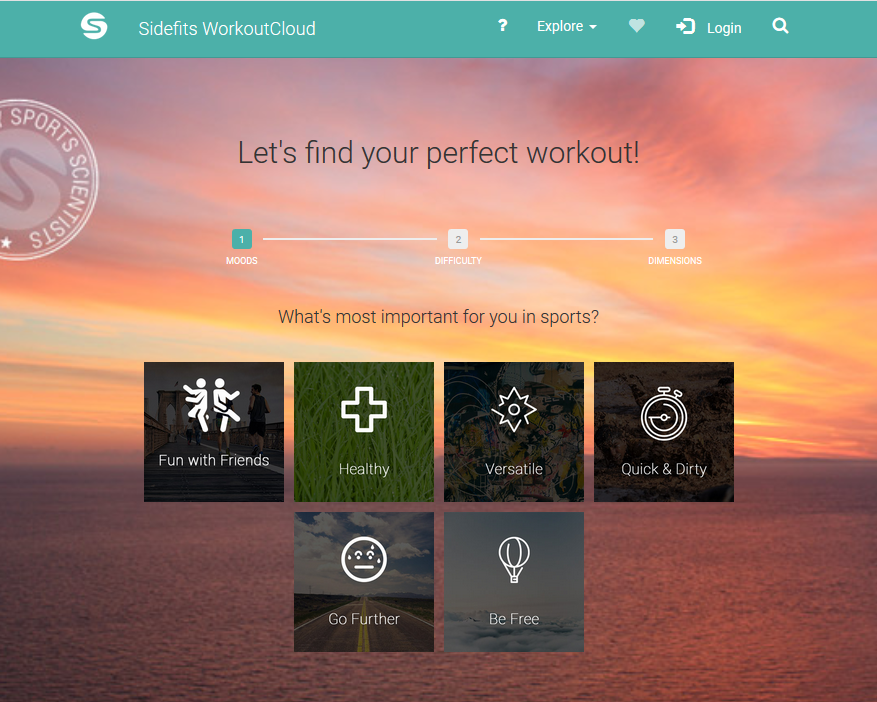 Sidefits WorkoutCloud
? Explore Login
SPORTS SCIENTISTS
Let's find your perfect workout!
1 2 3
MOODS DIFFICULTY DIMENSIONS
What's most important for you in sports?
Fun with Friends Healthy Versatile Quick & Dirty
Go Further Be Free